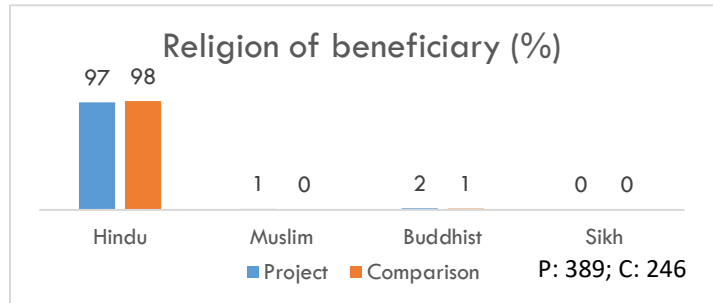 Religion of beneficiary (%)
97 98
1 0
2 1
0 0
Hindu Muslim Buddhist Sikh
Project Comparison
P: 389; C: 246